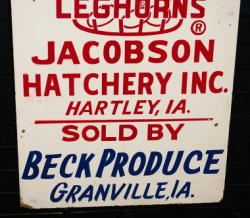 LEGHORNS
®
JACOBSON
HATCHERY INC.
HARTLEY, IA.
SOLD BY
BECK PRODUCE
GRANVILLE, IA.